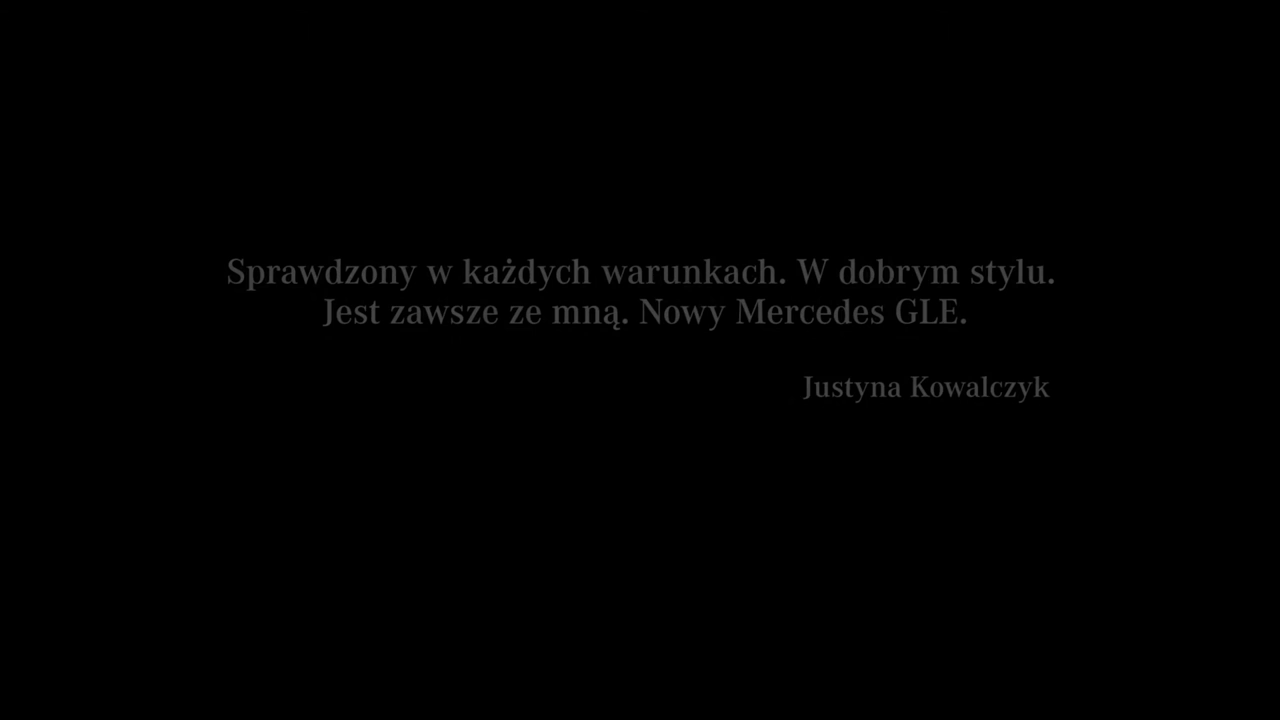 Sprawdzony w każdych warunkach. W dobrym stylu.
Jest zawsze ze mną. Nowy Mercedes GLE.
Justyna Kowalczyk